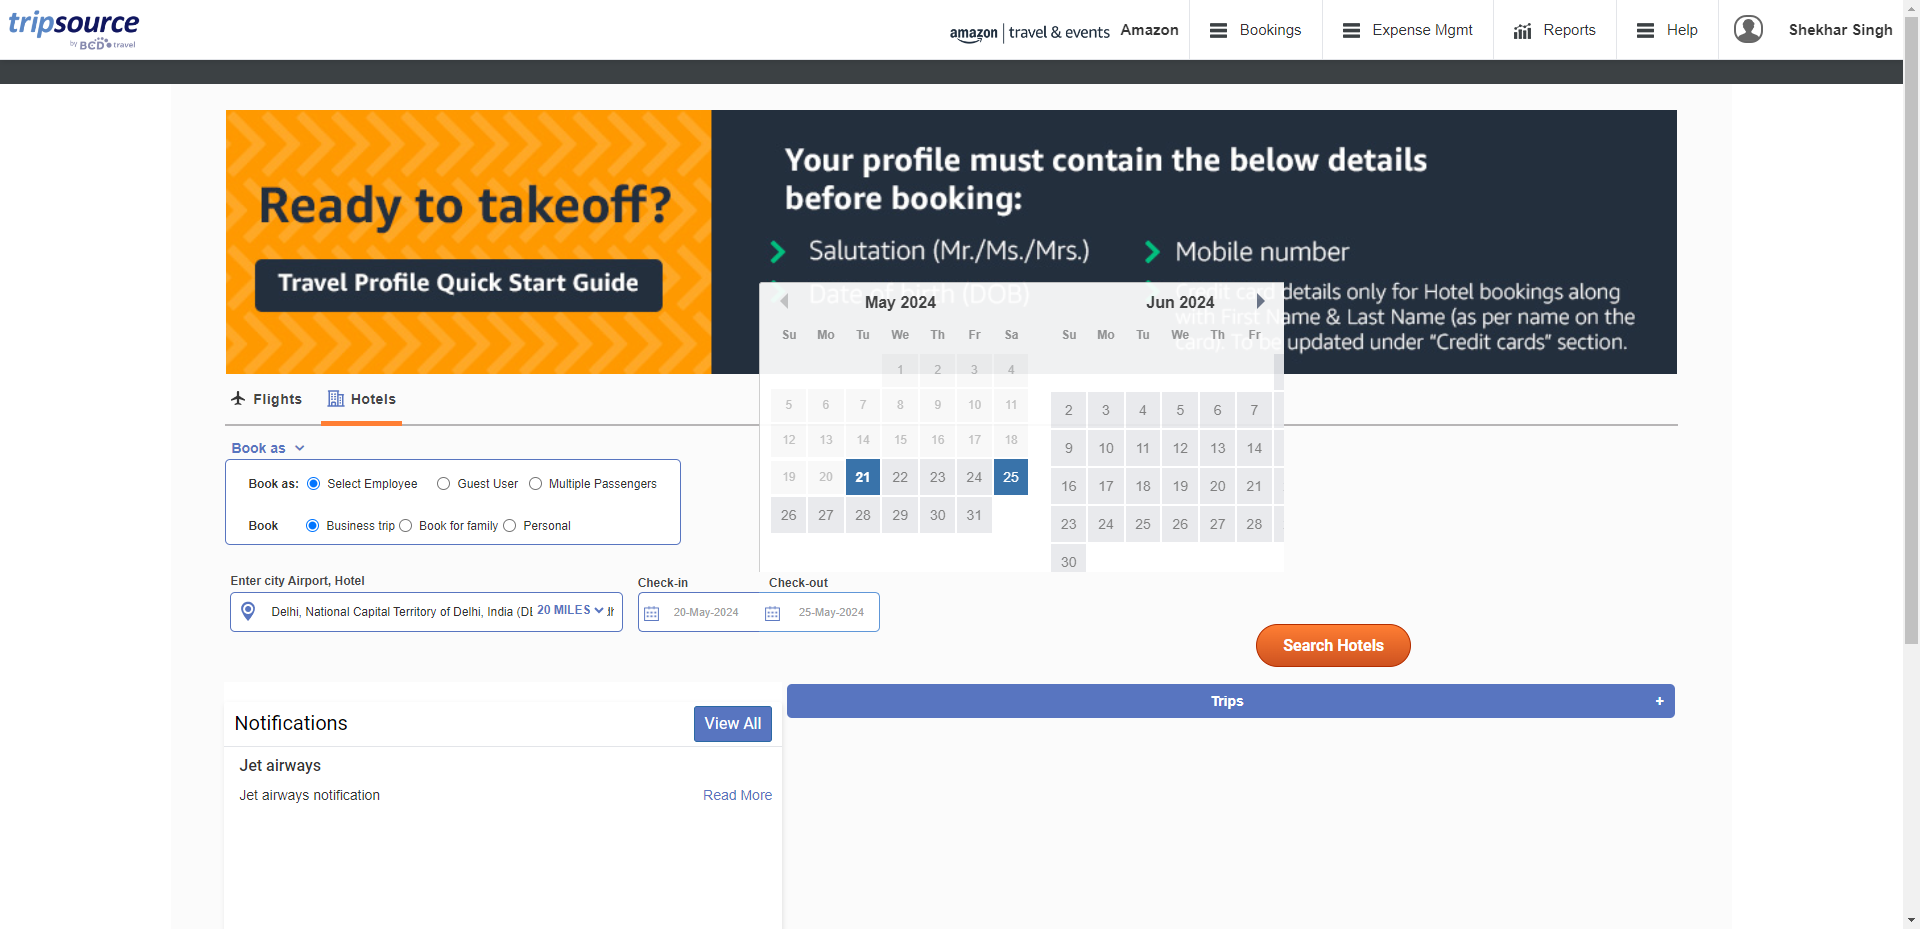 tripsource
by BCD travel
amazon | travel & events Amazon
Bookings
Expense Mgmt
Reports
Help
Shekhar Singh
Ready to takeoff?
Travel Profile Quick Start Guide
Your profile must contain the below details
before booking:
Salutation (Mr./Ms./Mrs.)
Mobile number
Date of birth (DOB)
Credit card details only for Hotel bookings along
with First Name & Last Name (as per name on the
card). To be updated under "Credit cards" section.
May 2024
Su Mo Tu We Th Fr Sa
1 2 3 4
5 6 7 8 9 10 11
12 13 14 15 16 17 18
19 20 21 22 23 24 25
26 27 28 29 30 31
Jun 2024
Su Mo Tu We Th Fr
2 3 4 5 6 7
9 10 11 12 13 14
16 17 18 19 20 21
23 24 25 26 27 28
30
Flights
Hotels
Book as
Book as: Select Employee Guest User Multiple Passengers
Book Business trip Book for family Personal
Enter city Airport, Hotel
Delhi, National Capital Territory of Delhi, India (DE 20 MILES
Check-in
20-May-2024
Check-out
25-May-2024
Search Hotels
Notifications
View All
Jet airways
Jet airways notification
Read More
Trips +